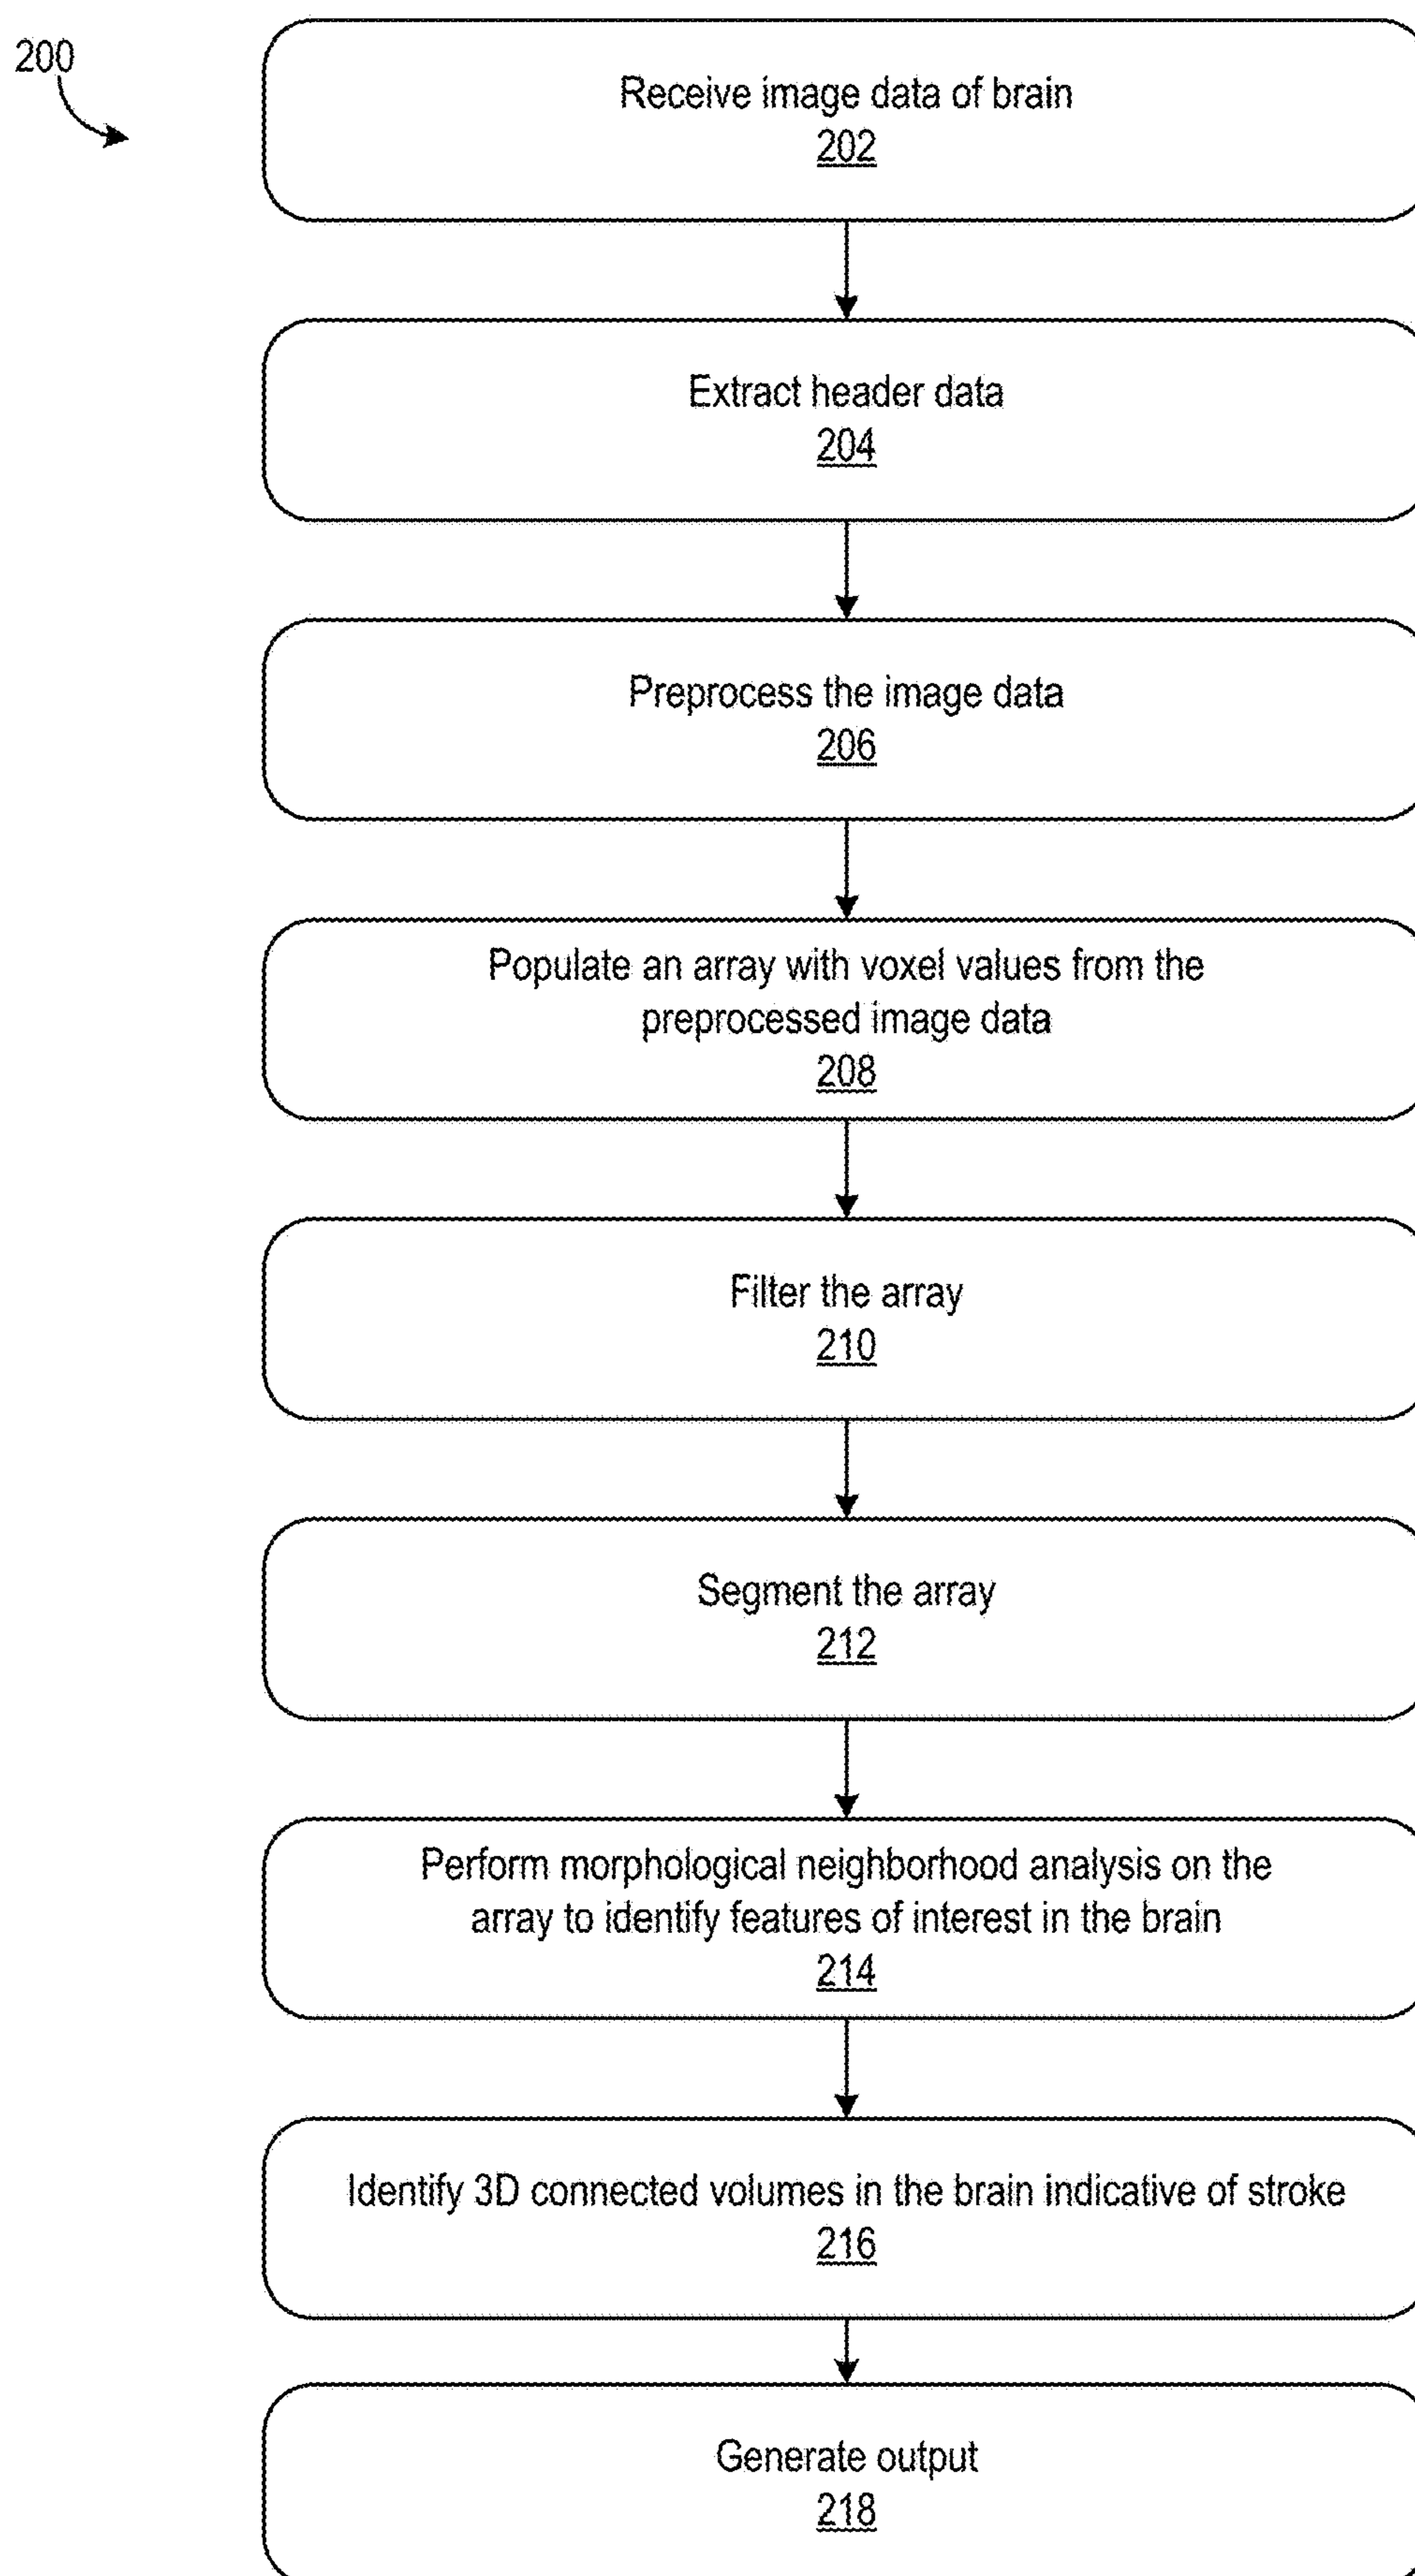 200
Receive image data of brain
202
Extract header data
204
Preprocess the image data
206
Populate an array with voxel values from the
preprocessed image data
208
Filter the array
210
Segment the array
212
Perform morphological neighborhood analysis on the
array to identify features of interest in the brain
214
Identify 3D connected volumes in the brain indicative of stroke
216
Generate output
218